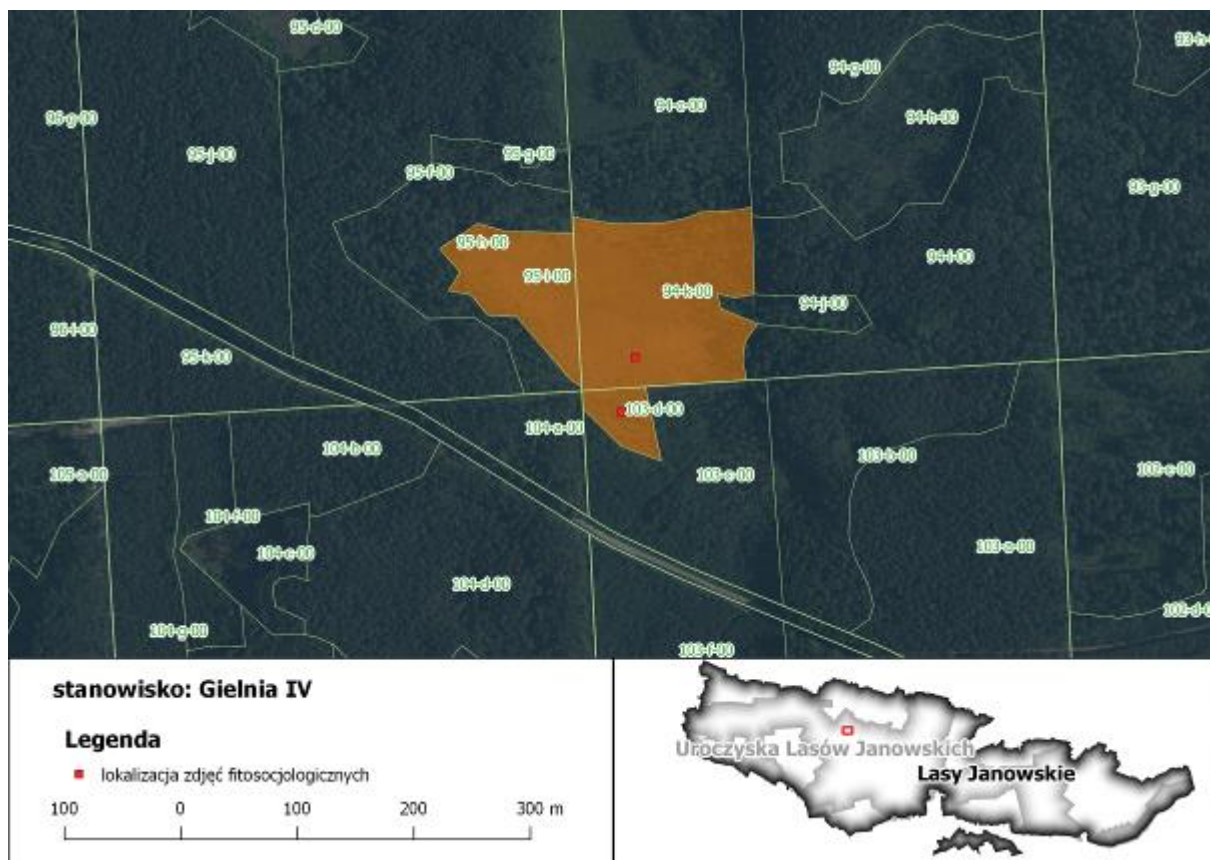 95-d-00
93-h-00
94-g-00
96-g-00
94-h-00
95-j-00
95-g-00
95-f-00
93-g-00
95-h-00
94-i-00
95-i-00
94-k-00
94-j-00
96-i-00
95-k-00
103-d-00
104-a-00
104-b-00
103-b-00
105-a-00
103-c-00
102-c-00
104-f-00
104-c-00
103-a-00
104-d-00
104-g-00
103-f-00
stanowisko: Gielnia IV
Legenda
lokalizacja zdjęć fitosocjologicznych
100 0 100 200 300 m
Uroczyska Lasów Janowskich
Lasy Janowskie